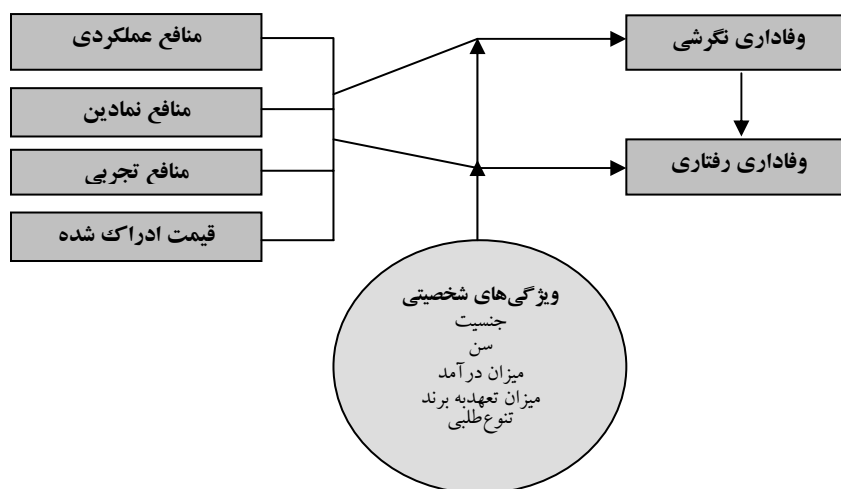 منافع عملکردی
منافع نمادین
منافع تجربی
قیمت ادراک شده
وفاداری نگرشی
وفاداری رفتاری
ویژگی‌های شخصیتی
جنسیت
سن
میزان درآمد
میزان تعهدبه برند
تنوع‌طلبی